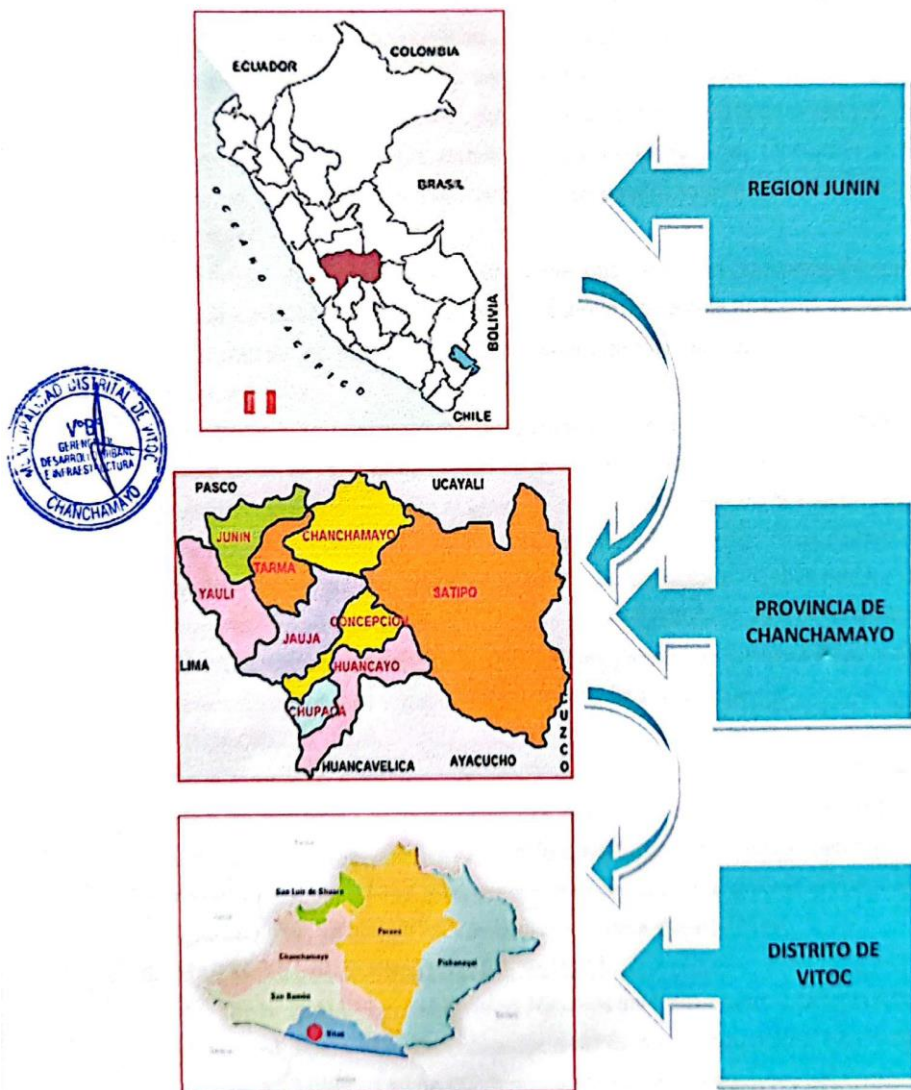 ECUADOR
COLOMBIA
BRASIL
OCEANO PACIFICO
BOLIVIA
CHILE
REGION JUNIN
MUNICIPALIDAD DISTRITAL DE VITOC
V°B°
GERENCIA DE
DESARROLLO URBANO
E INFRAESTRUCTURA
CHANCHAMAYO
PASCO
UCAYALI
JUNIN
CHANCHAMAYO
TARMA
YAULI
SATIPO
CONCEPCION
JAUJA
LIMA
HUANCAYO
CHUPACA
CUZCO
HUANCAVELICA
AYACUCHO
PROVINCIA DE
CHANCHAMAYO
San Luis de Shuaro
Perené
Chanchamayo
Pichanaqui
San Ramón
Vitoc
DISTRITO DE
VITOC